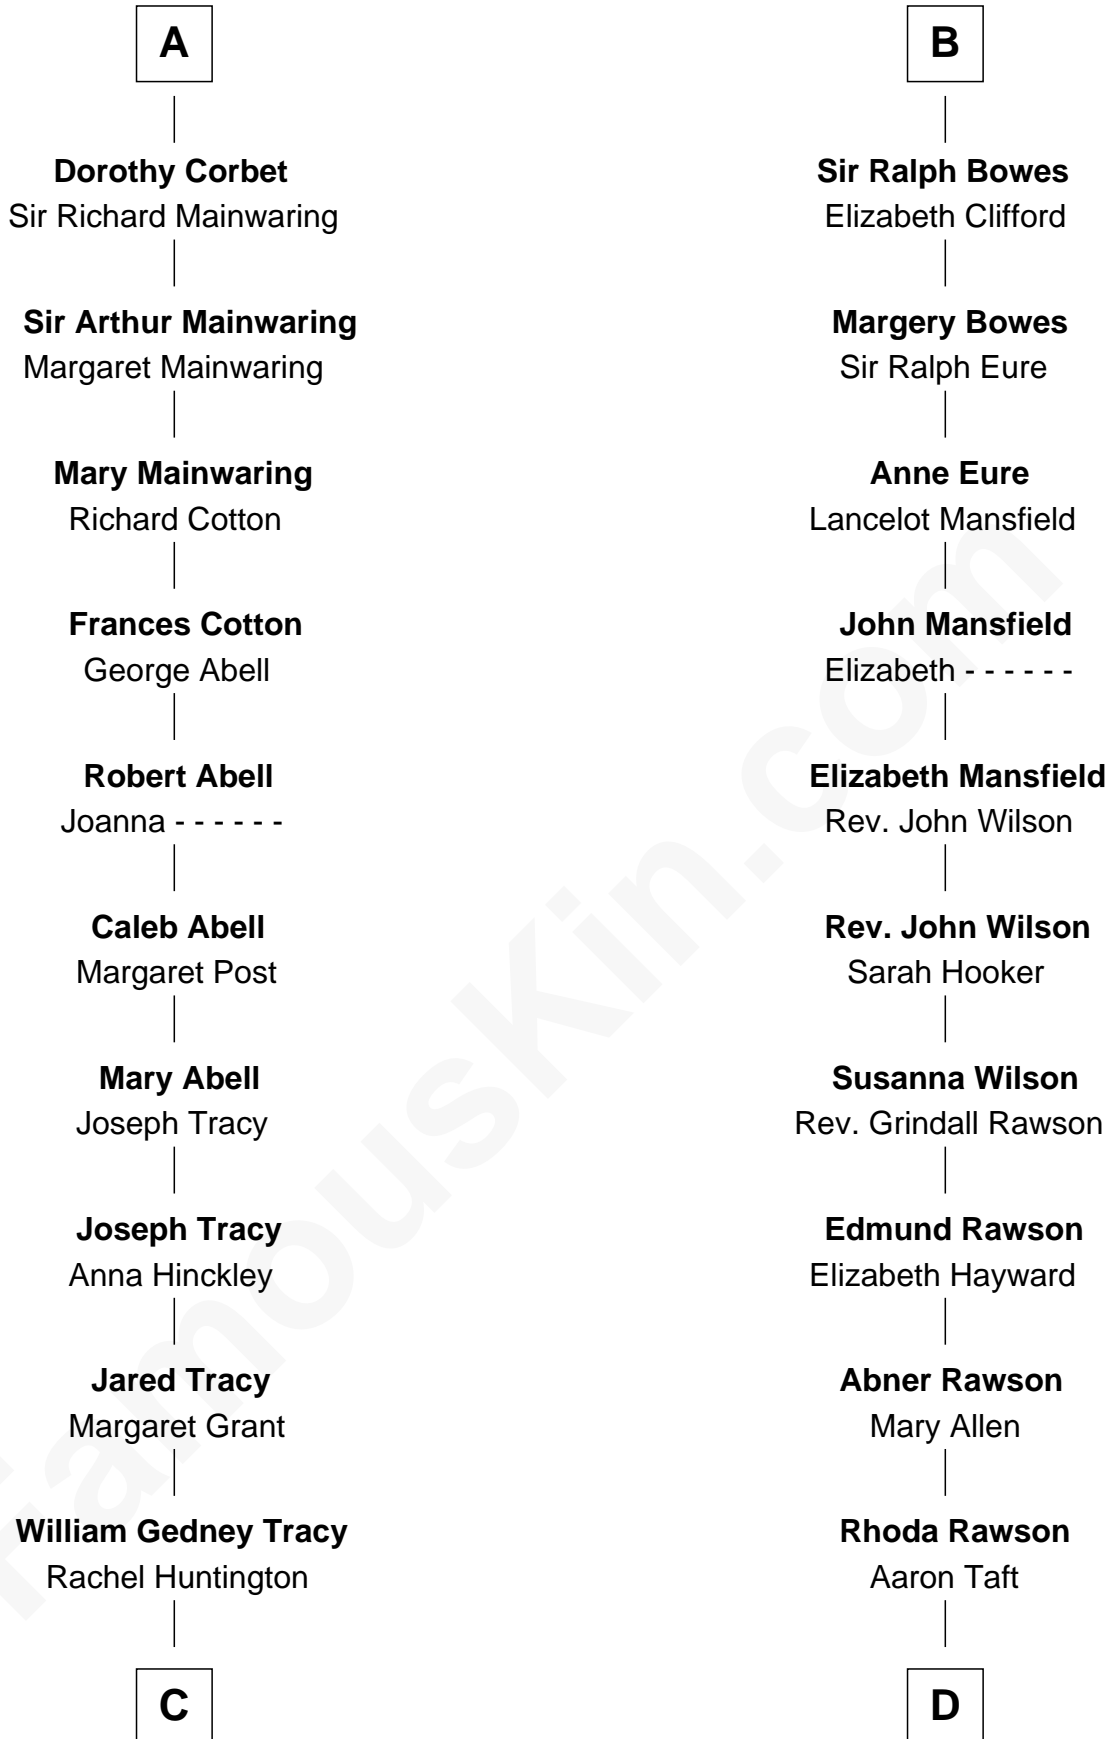 A
Dorothy Corbet
Sir Richard Mainwaring
Sir Arthur Mainwaring
Margaret Mainwaring
Mary Mainwaring
Richard Cotton
Frances Cotton
George Abell
Robert Abell
Joanna - - - - - -
Caleb Abell
Margaret Post
Mary Abell
Joseph Tracy
Joseph Tracy
Anna Hinckley
Jared Tracy
Margaret Grant
William Gedney Tracy
Rachel Huntington
C
B
Sir Ralph Bowes
Elizabeth Clifford
Margery Bowes
Sir Ralph Eure
Anne Eure
Lancelot Mansfield
John Mansfield
Elizabeth - - - - - -
Elizabeth Mansfield
Rev. John Wilson
Rev. John Wilson
Sarah Hooker
Susanna Wilson
Rev. Grindall Rawson
Edmund Rawson
Elizabeth Hayward
Abner Rawson
Mary Allen
Rhoda Rawson
Aaron Taft
D
FamousKin.com